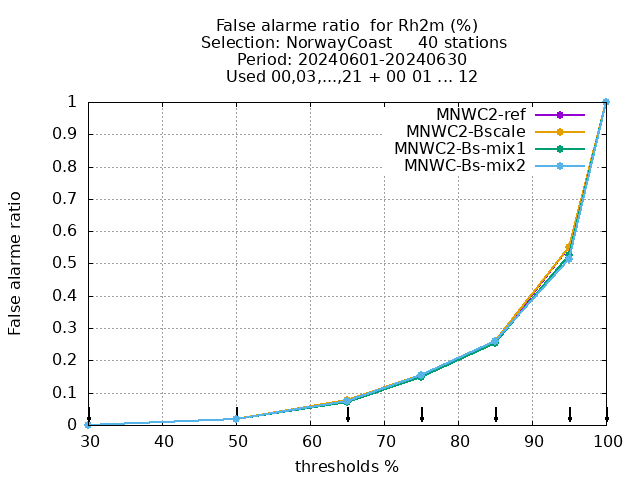 False alarme ratio  for Rh2m (%)
Selection: NorwayCoast     40 stations
Period: 20240601-20240630
Used 00,03,...,21 + 00 01 ... 12
MNWC2-ref
MNWC2-Bscale
MNWC2-Bs-mix1
MNWC-Bs-mix2
False alarme ratio
1
0.9
0.8
0.7
0.6
0.5
0.4
0.3
0.2
0.1
0
30 40 50 60 70 80 90 100
thresholds %